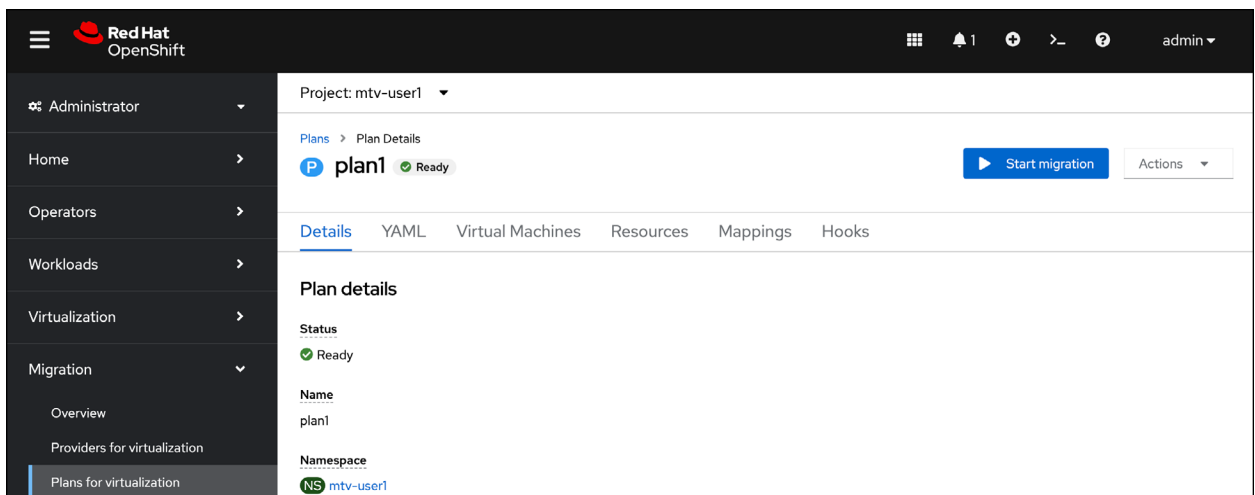 Red Hat
OpenShift
1
>_
?
admin
Administrator
Home
Operators
Workloads
Virtualization
Migration
Overview
Providers for virtualization
Plans for virtualization
Project: mtv-user1
Plans > Plan Details
P plan1 Ready
Start migration
Actions
Details YAML Virtual Machines Resources Mappings Hooks
Plan details
Status
Ready
Name
plan1
Namespace
NS mtv-user1